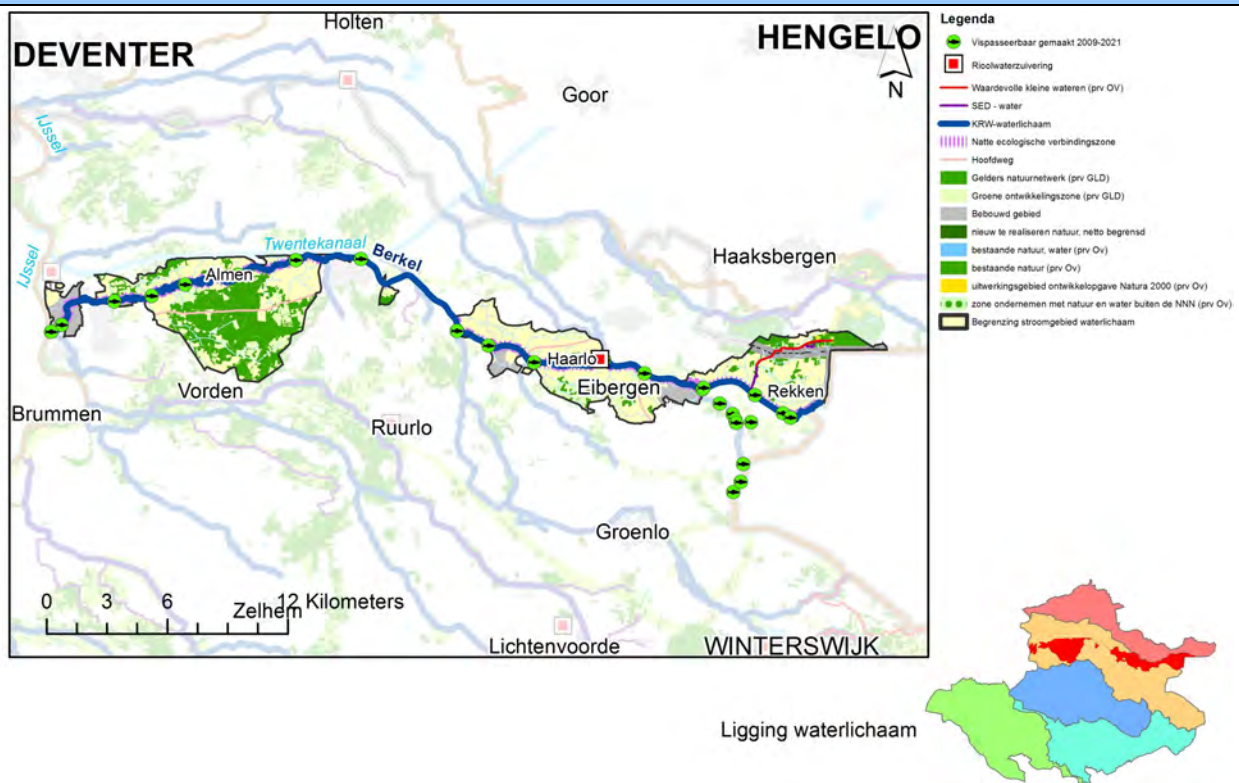 Holten
HENGELO
DEVENTER
N
Goor
IJssel
Twentekanaal
Berkel
Haaksbergen
IJssel
Almen
Haarlo
Eibergen
Rekken
Vorden
Brummen
Ruurlo
Groenlo
0 3 6 12 Kilometers
Zelhem
Lichtenvoorde
WINTERSWIJK
Legenda
Vispasseerbaar gemaakt 2009-2021
Rioolwaterzuivering
Waardevolle kleine wateren (prv OV)
SED - water
KRW-waterlichaam
Natte ecologische verbindingszone
Hoofdweg
Gelders natuurnetwerk (prv GLD)
Groene ontwikkelingszone (prv GLD)
Bebouwd gebied
nieuw te realiseren natuur, netto begrensd
bestaande natuur, water (prv Ov)
bestaande natuur (prv Ov)
uitwerkingsgebied ontwikkelopgave Natura 2000 (prv Ov)
zone ondernemen met natuur en water buiten de NNN (prv Ov)
Begrenzing stroomgebied waterlichaam
Ligging waterlichaam